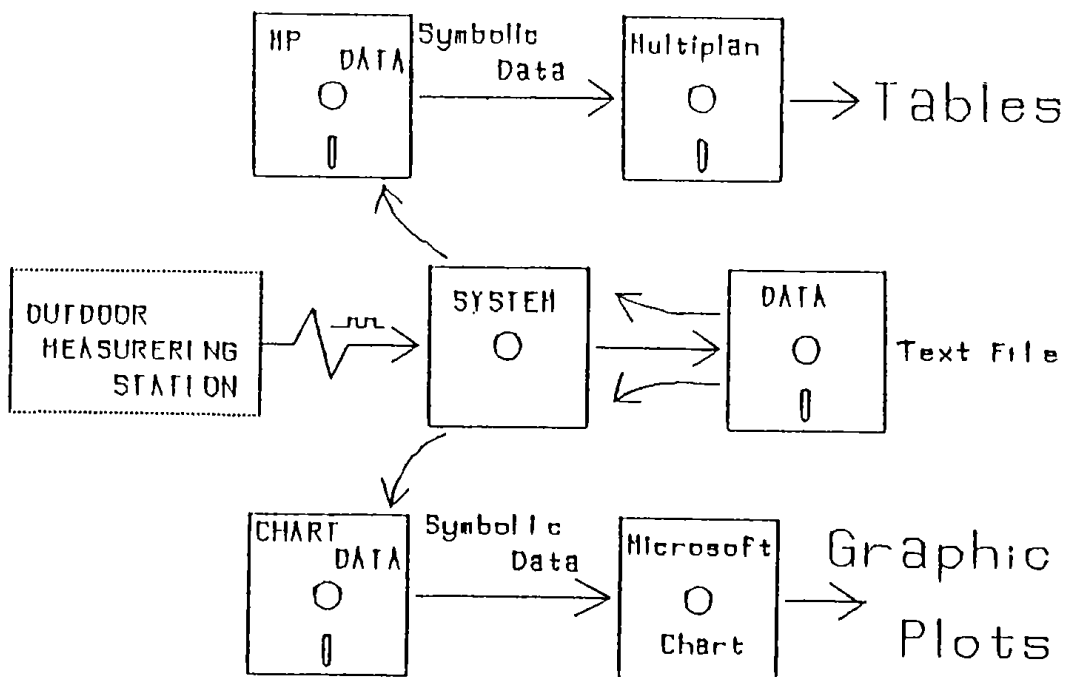 MP
DATA
Symbolic
Data
Multiplan
Tables
OUTDOOR
MEASURERING
STATION
SYSTEM
DATA
Text File
CHART
DATA
Symbolic
Data
Microsoft
Chart
Graphic
Plots